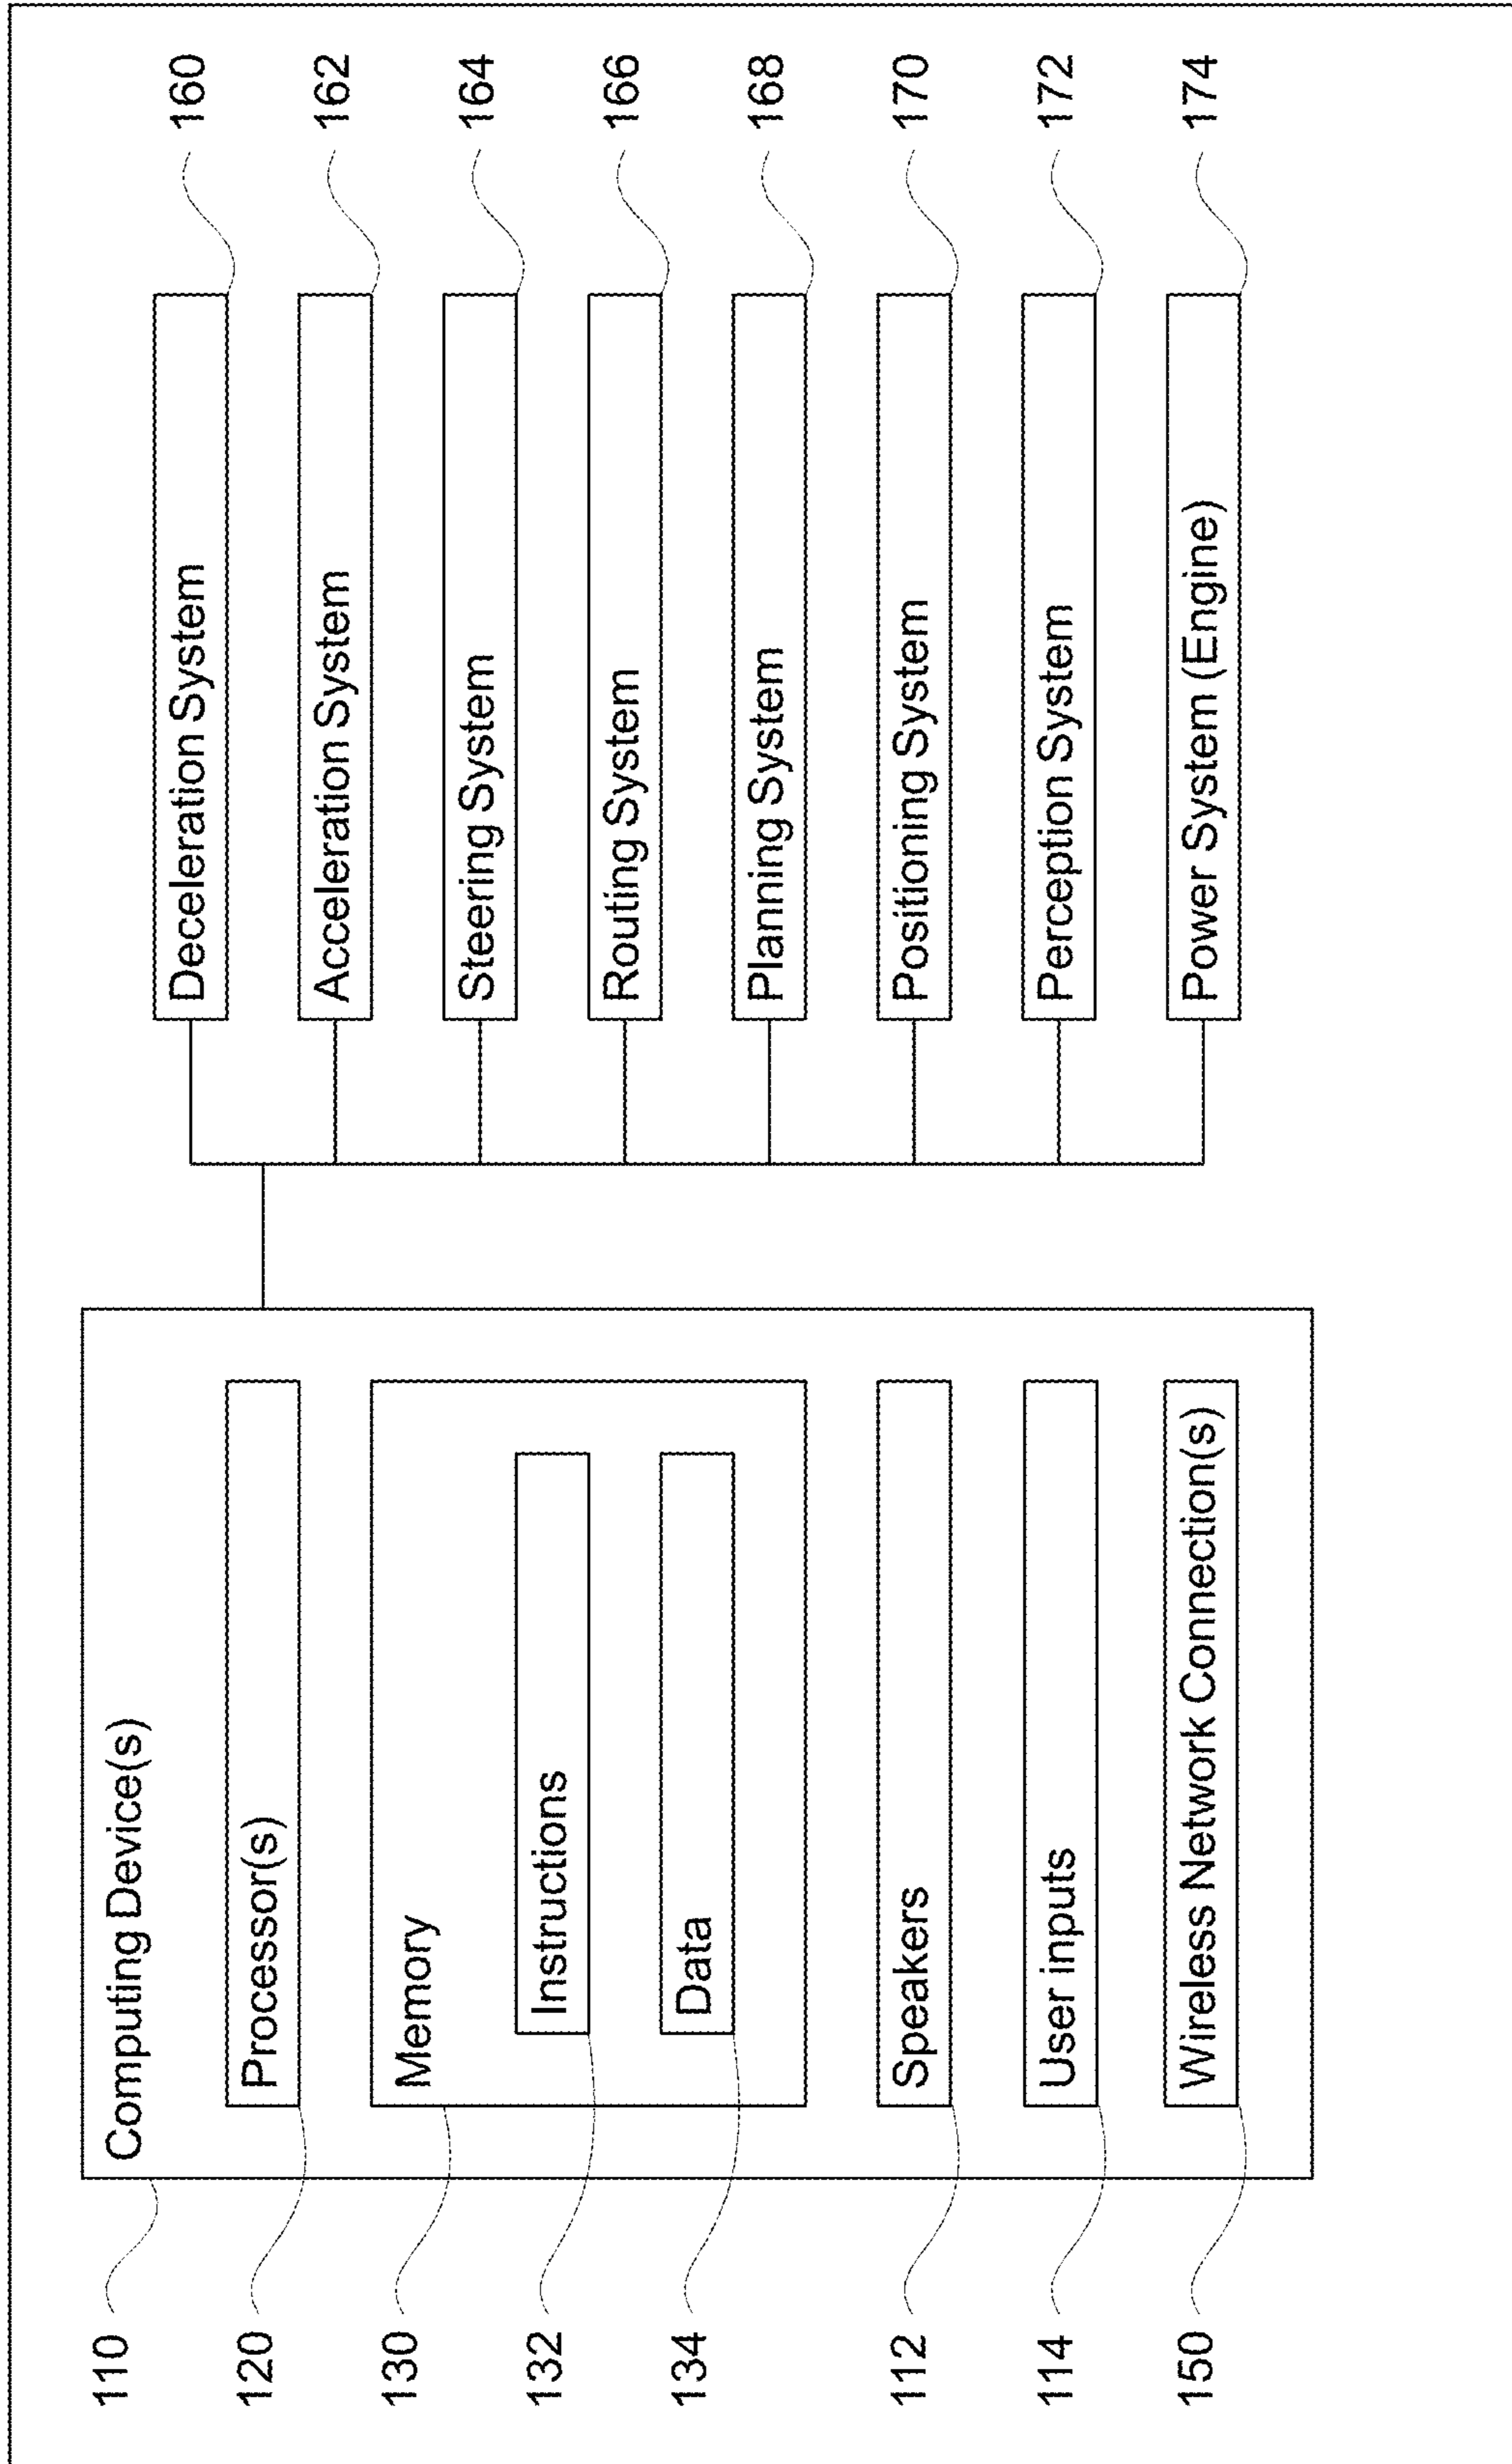 110
Computing Device(s)
120
Processor(s)
130
Memory
132
Instructions
134
Data
112
Speakers
114
User inputs
150
Wireless Network Connection(s)
Deceleration System
160
Acceleration System
162
Steering System
164
Routing System
166
Planning System
168
Positioning System
170
Perception System
172
Power System (Engine)
174